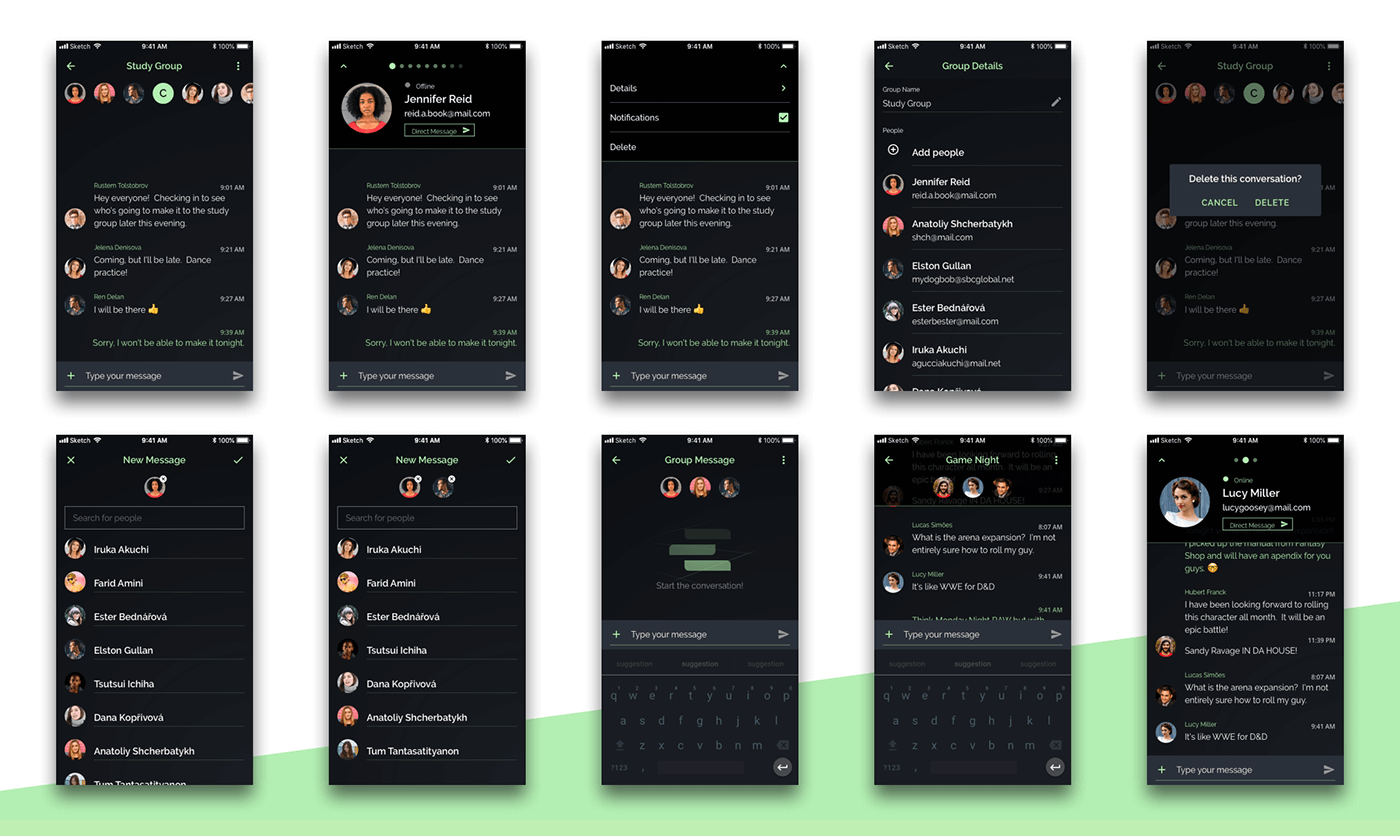 Sketch 9:41 AM 100%
Study Group
C
Rustem Tolstobrov 9:01 AM
Hey everyone! Checking in to see
who's going to make it to the study
group later this evening.
Jelena Denisova 9:21 AM
Coming, but I'll be late. Dance
practice!
Ren Delan 9:27 AM
I will be there 👍
9:39 AM
Sorry, I won't be able to make it tonight.
+ Type your message
Sketch 9:41 AM 100%
Offline
Jennifer Reid
reid.a.book@mail.com
Direct Message
Rustem Tolstobrov 9:01 AM
Hey everyone! Checking in to see
who's going to make it to the study
group later this evening.
Jelena Denisova 9:21 AM
Coming, but I'll be late. Dance
practice!
Ren Delan 9:27 AM
I will be there 👍
9:39 AM
Sorry, I won't be able to make it tonight.
+ Type your message
Sketch 9:41 AM 100%
Details
Notifications
Delete
Rustem Tolstobrov 9:01 AM
Hey everyone! Checking in to see
who's going to make it to the study
group later this evening.
Jelena Denisova 9:21 AM
Coming, but I'll be late. Dance
practice!
Ren Delan 9:27 AM
I will be there 👍
9:39 AM
Sorry, I won't be able to make it tonight.
+ Type your message
Sketch 9:41 AM 100%
Group Details
Group Name
Study Group
People
Add people
Jennifer Reid
reid.a.book@mail.com
Anatoliy Shcherbatykh
shch@mail.com
Elston Gullan
mydogbob@sbcglobal.net
Ester Bednářová
esterbester@mail.com
Iruka Akuchi
agucciakuchi@mail.net
Dana Kopřivová
Sketch 9:41 AM 100%
Study Group
C
Delete this conversation?
CANCEL DELETE
AM
group later this evening.
Jelena Denisova 9:21 AM
Coming, but I'll be late. Dance
practice!
Ren Delan 9:27 AM
I will be there 👍
9:39 AM
Sorry, I won't be able to make it tonight.
+ Type your message
Sketch 9:41 AM 100%
New Message
Search for people
Iruka Akuchi
Farid Amini
Ester Bednářová
Elston Gullan
Tsutsui Ichiha
Dana Kopřivová
Anatoliy Shcherbatykh
Tum Tantasatityanon
Sketch 9:41 AM 100%
New Message
Search for people
Iruka Akuchi
Farid Amini
Ester Bednářová
Tsutsui Ichiha
Dana Kopřivová
Anatoliy Shcherbatykh
Tum Tantasatityanon
Sketch 9:41 AM 100%
Group Message
Start the conversation!
+ Type your message
suggestion suggestion suggestion
q w e r t y u i o p
a s d f g h j k l
z x c v b n m
?123 ,
Sketch 9:41 AM 100%
Hubert Franck
I have been looking forward to rolling
Game Night
this character all month. It will be an
epic battle!
9:27 AM
Sandy Ravage IN DA HOUSE!
Lucas Simões 8:07 AM
What is the arena expansion? I'm not
entirely sure how to roll my guy.
Lucy Miller 9:41 AM
It's like WWE for D&D
9:41 AM
Think Monday Night RAW but with
+ Type your message
suggestion suggestion suggestion
q w e r t y u i o p
a s d f g h j k l
z x c v b n m
?123 ,
Sketch 9:41 AM 100%
Online
Lucy Miller
lucygoosey@mail.com
Direct Message
I picked up the manual from Fantasy
Shop and will have an apendix for you
guys. 🤓
Hubert Franck 11:17 PM
I have been looking forward to rolling
this character all month. It will be an
epic battle!
11:39 PM
Sandy Ravage IN DA HOUSE!
Lucas Simões 8:07 AM
What is the arena expansion? I'm not
entirely sure how to roll my guy.
Lucy Miller 9:41 AM
It's like WWE for D&D
+ Type your message